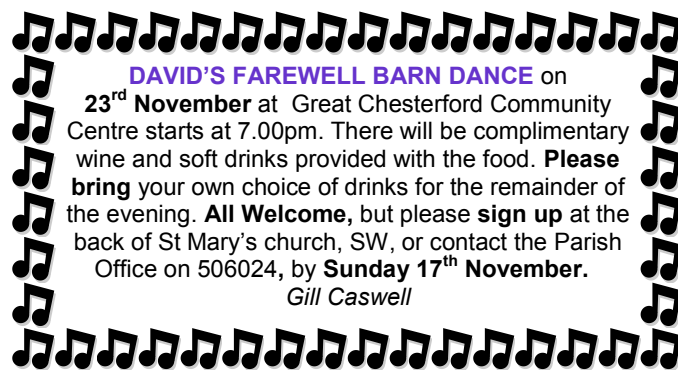 DAVID’S FAREWELL BARN DANCE on
23rd November at  Great Chesterford Community
Centre starts at 7.00pm. There will be complimentary
wine and soft drinks provided with the food. Please
bring your own choice of drinks for the remainder of
the evening. All Welcome, but please sign up at the
back of St Mary’s church, SW, or contact the Parish
Office on 506024, by Sunday 17th November.
Gill Caswell